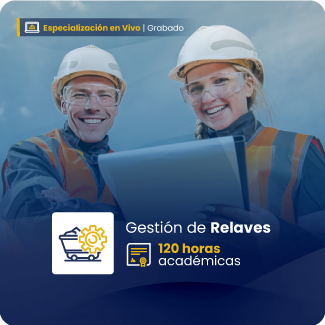 Especialización en Vivo | Grabado
Gestión de Relaves
120 horas
académicas